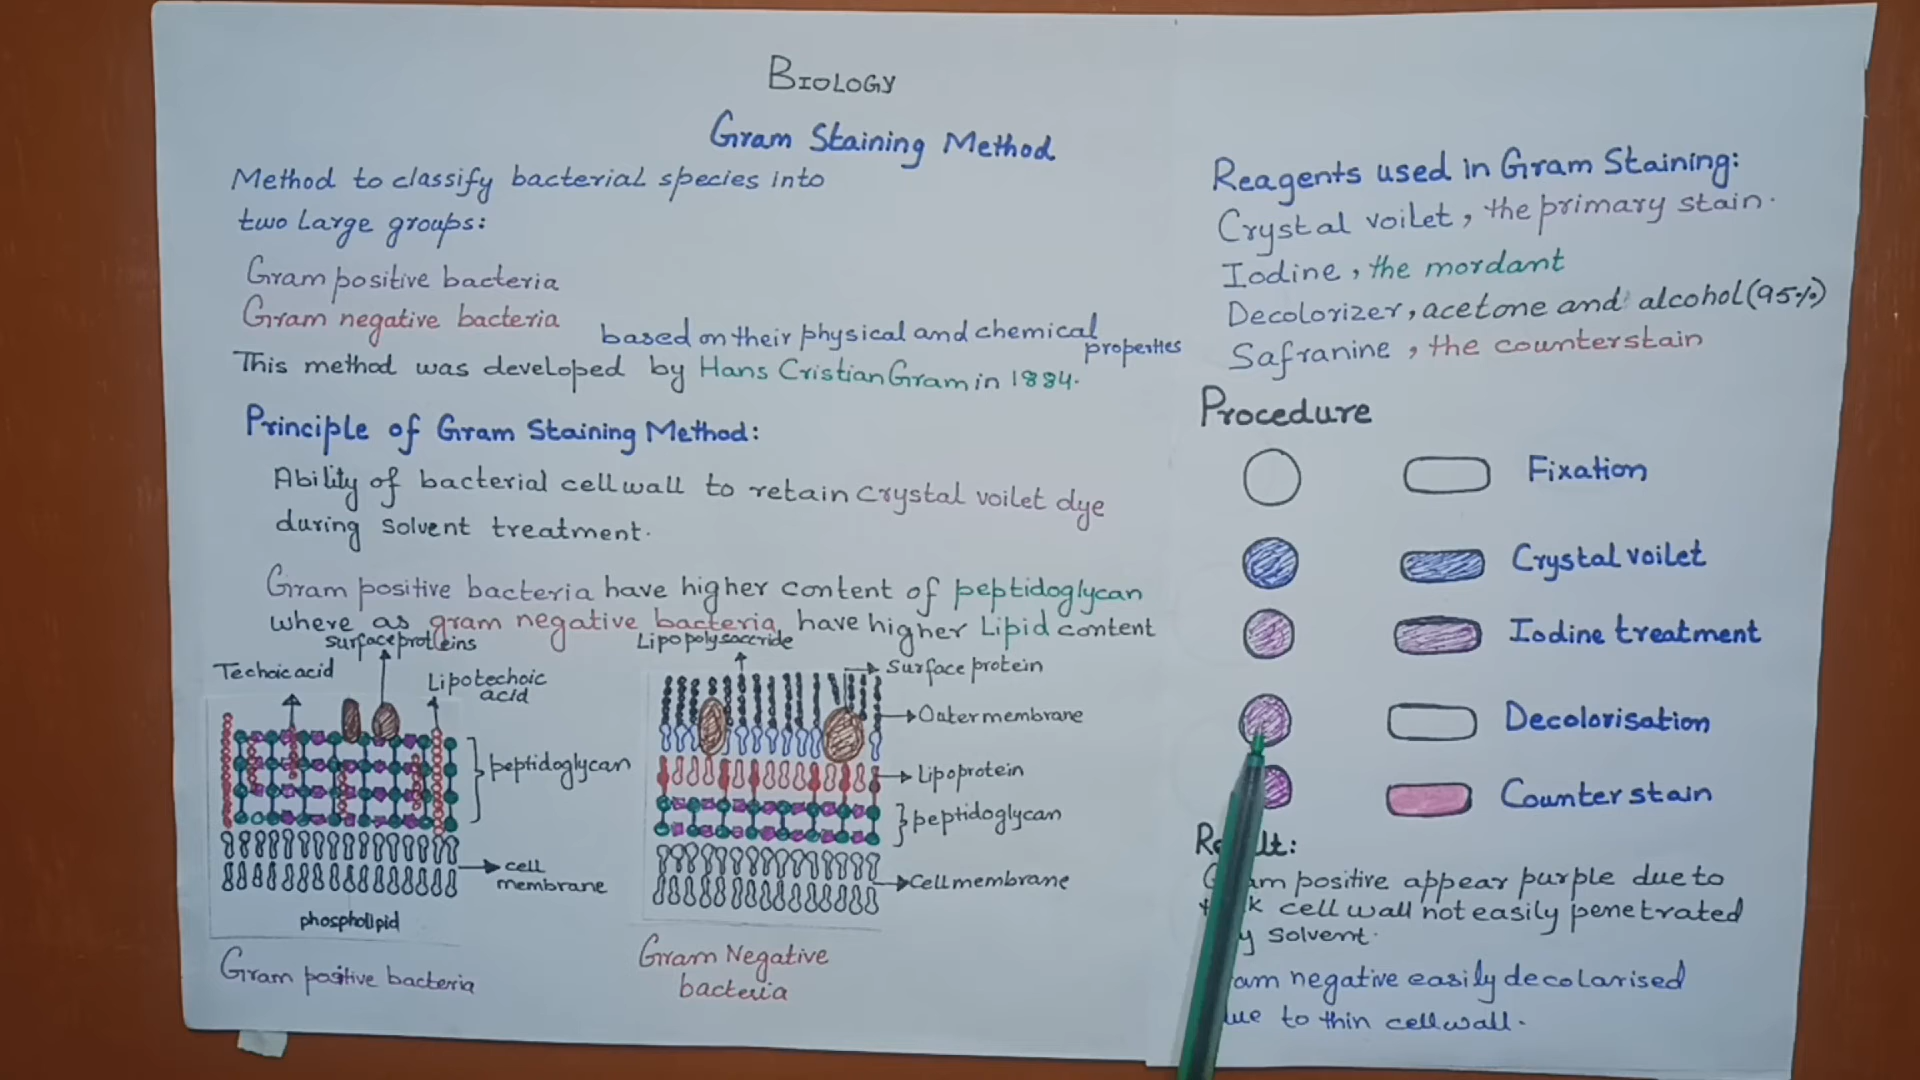 Biology
Gram Staining Method
Method to classify bacterial species into
two Large groups:
Gram positive bacteria
Gram negative bacteria
based on their physical and chemical
properties
This method was developed by Hans Cristian Gram in 1884.
Principle of Gram Staining Method:
Ability of bacterial cell wall to retain crystal voilet dye
during solvent treatment.
Gram positive bacteria have higher content of peptidoglycan
where as gram negative bacteria have higher Lipid content
surface proteins
Techoic acid
Lipotechoic
acid
peptidoglycan
cell
membrane
phospholipid
Gram positive bacteria
Lipopolysaccride
Surface protein
Outer membrane
Lipoprotein
peptidoglycan
Cell membrane
Gram Negative
bacteria
Reagents used in Gram Staining:
Crystal voilet, the primary stain.
Iodine, the mordant
Decolorizer, acetone and alcohol (95%)
Safranine, the counterstain
Procedure
Fixation
Crystal voilet
Iodine treatment
Decolorisation
Counter stain
positive appear purple due to
cell wall not easily penetrated
solvent.
negative easily decolarised
to thin cell wall.